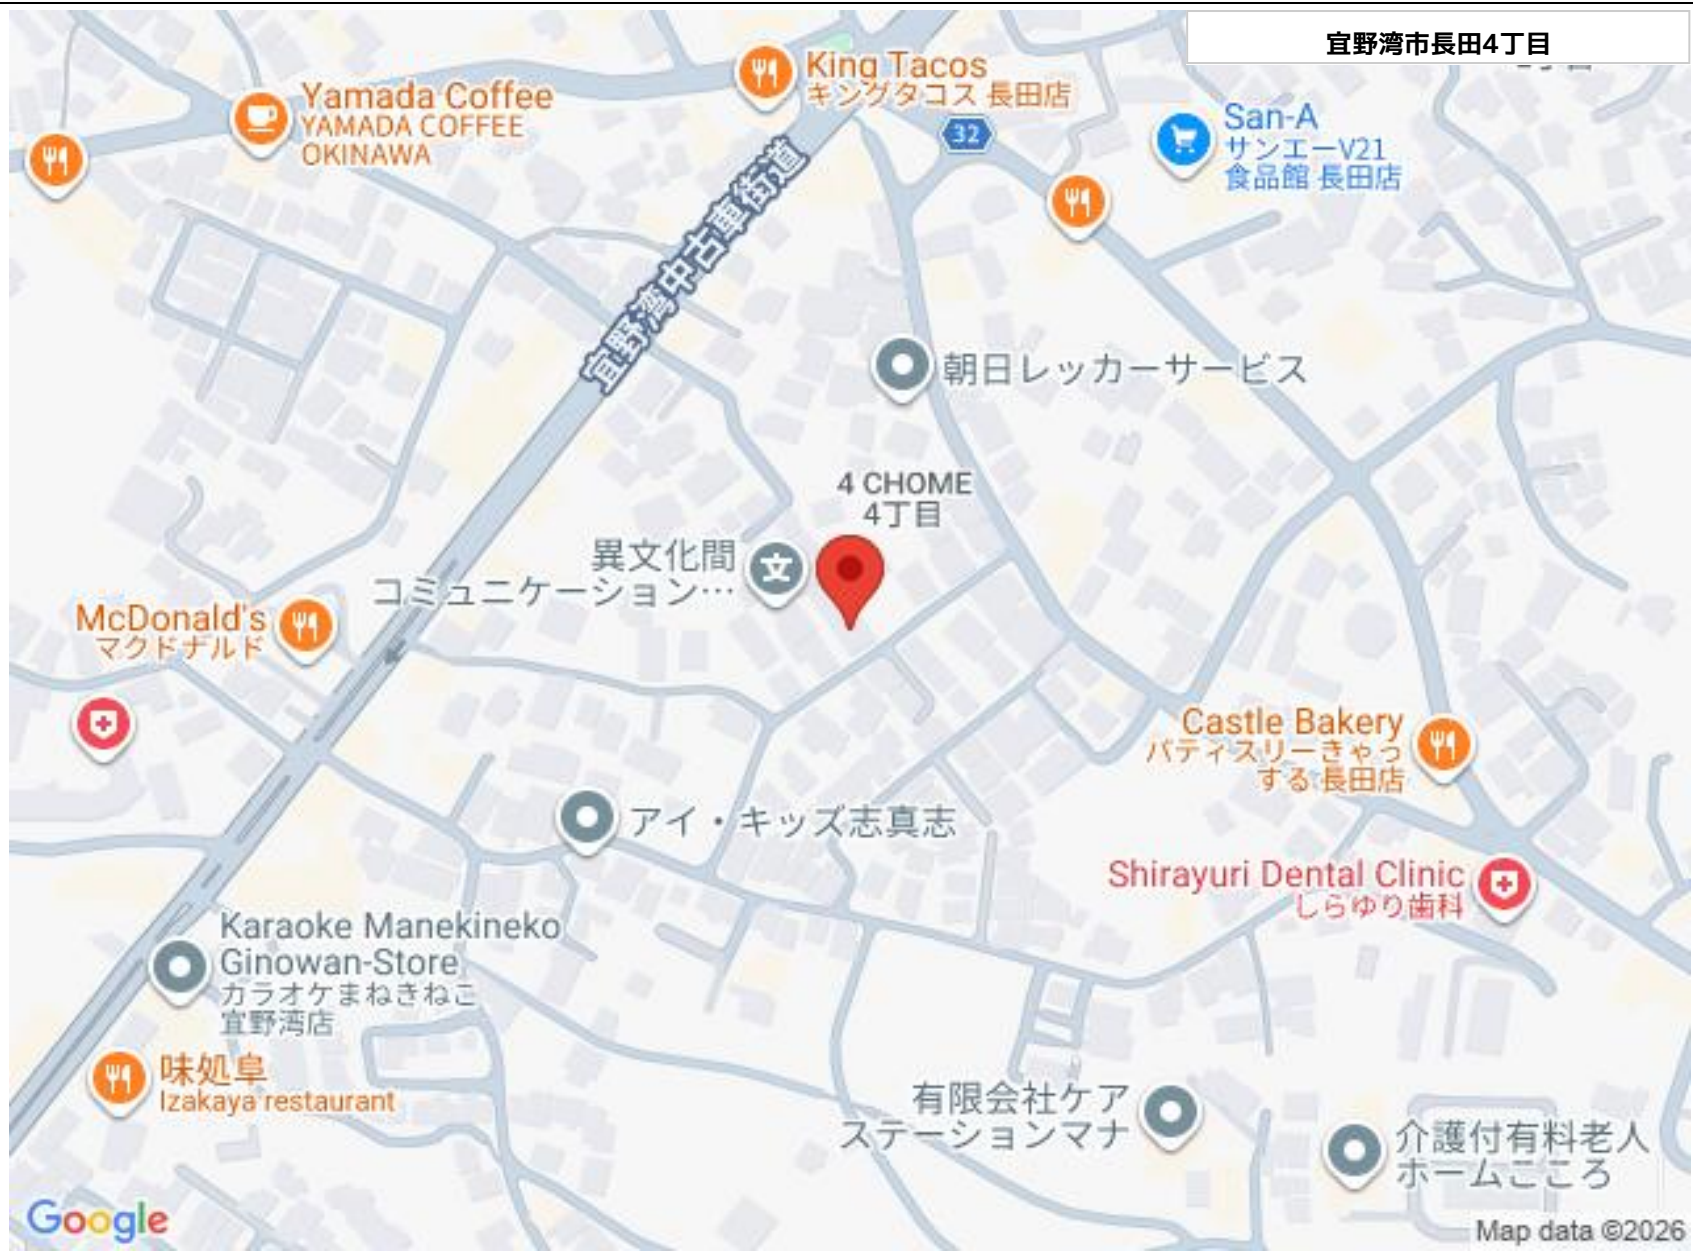 宜野湾市長田4丁目
King Tacos
キングタコス 長田店
Yamada Coffee
YAMADA COFFEE
OKINAWA
32
San-A
サンエーV21
食品館 長田店
宜野湾中古車街道
朝日レッカーサービス
4 CHOME
4丁目
異文化間
コミュニケーション…
文
McDonald's
マクドナルド
Castle Bakery
パティスリーきゃっ
する 長田店
アイ・キッズ志真志
Shirayuri Dental Clinic
しらゆり歯科
Karaoke Manekineko
Ginowan-Store
カラオケまねきねこ
宜野湾店
味処阜
Izakaya restaurant
有限会社ケア
ステーションマナ
介護付有料老人
ホームこころ
Google
Map data ©2026